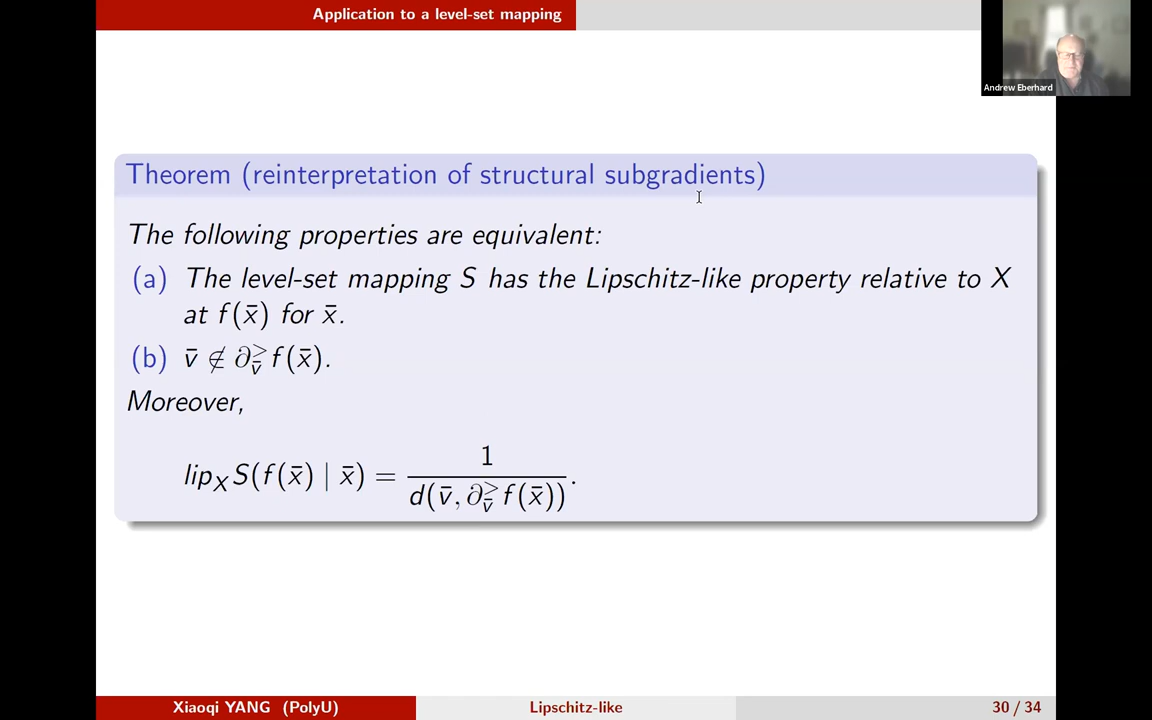 Application to a level-set mapping
Andrew Eberhard
Theorem (reinterpretation of structural subgradients)
The following properties are equivalent:
(a) The level-set mapping S has the Lipschitz-like property relative to X
at f(x̄) for x̄.
(b) v̄ ∉ ∂^≥_v̄ f(x̄).
Moreover,
lip_X S(f(x̄) | x̄) = 1 / d(v̄, ∂^≥_v̄ f(x̄)).
Xiaoqi YANG (PolyU) Lipschitz-like 30 / 34